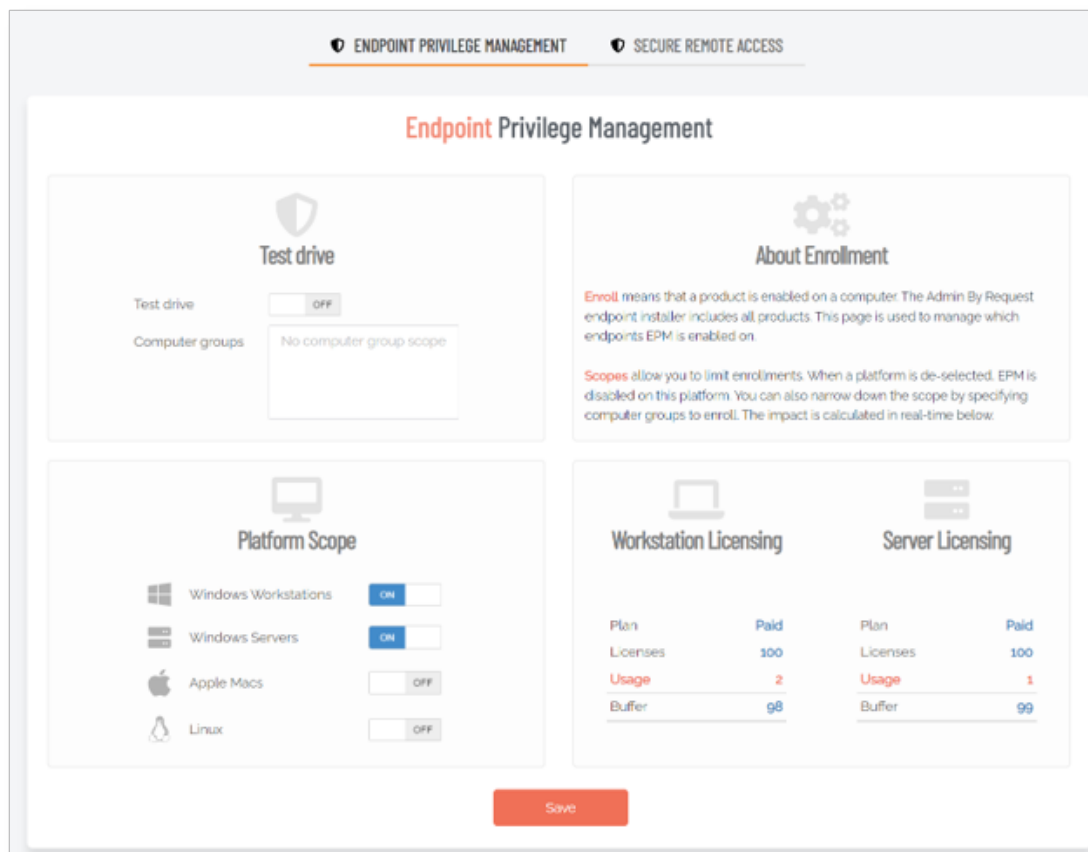 ENDPOINT PRIVILEGE MANAGEMENT
SECURE REMOTE ACCESS
Endpoint Privilege Management
Test drive
Test drive OFF
Computer groups No computer group scope
About Enrollment
Enroll means that a product is enabled on a computer. The Admin By Request
endpoint installer includes all products. This page is used to manage which
endpoints EPM is enabled on.
Scopes allow you to limit enrollments. When a platform is de-selected, EPM is
disabled on this platform. You can also narrow down the scope by specifying
computer groups to enroll. The impact is calculated in real-time below.
Platform Scope
Windows Workstations ON
Windows Servers ON
Apple Macs OFF
Linux OFF
Workstation Licensing
Plan Paid
Licenses 100
Usage 2
Buffer 98
Server Licensing
Plan Paid
Licenses 100
Usage 1
Buffer 99
Save